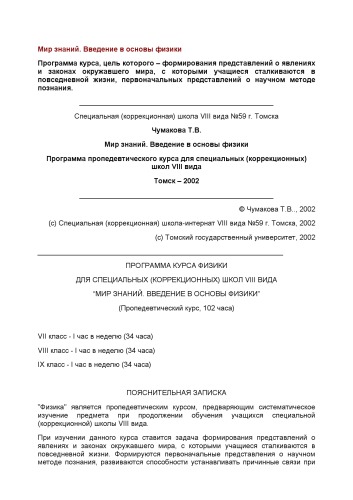 Мир знаний. Введение в основы физики
Программа курса, цель которого – формирования представлений о явлениях
и законах окружавшего мира, с которыми учащиеся сталкиваются в
повседневной жизни, первоначальных представлений о научном методе
познания.
Специальная (коррекционная) школа VIII вида №59 г. Томска
Чумакова Т.В.
Мир знаний. Введение в основы физики
Программа пропедевтического курса для специальных (коррекционных)
школ VIII вида
Томск – 2002
© Чумакова Т.В.., 2002
(с) Специальная (коррекционная) школа-интернат VIII вида №59 г. Томска, 2002
(с) Томский государственный университет, 2002
ПРОГРАММА КУРСА ФИЗИКИ
ДЛЯ СПЕЦИАЛЬНЫХ (КОРРЕКЦИОННЫХ) ШКОЛ VIII ВИДА
"МИР ЗНАНИЙ. ВВЕДЕНИЕ В ОСНОВЫ ФИЗИКИ"
(Пропедевтический курс, 102 часа)
VII класс - I час в неделю (34 часа)
VIII класс - I час в неделю (34 часа)
IX класс - I час в неделю (34 часа)
ПОЯСНИТЕЛЬНАЯ ЗАПИСКА
"Физика" является пропедевтическим курсом, предваряющим систематическое
изучение предмета при продолжении обучения учащихся специальной
(коррекционной) школы VIII вида.
При изучении данного курса ставится задача формирования представлений о
явлениях и законах окружавшего мира, с которыми учащиеся сталкиваются в
повседневной жизни. Формируются первоначальные представления о научном
методе познания, развиваются способности устанавливать причинные связи при